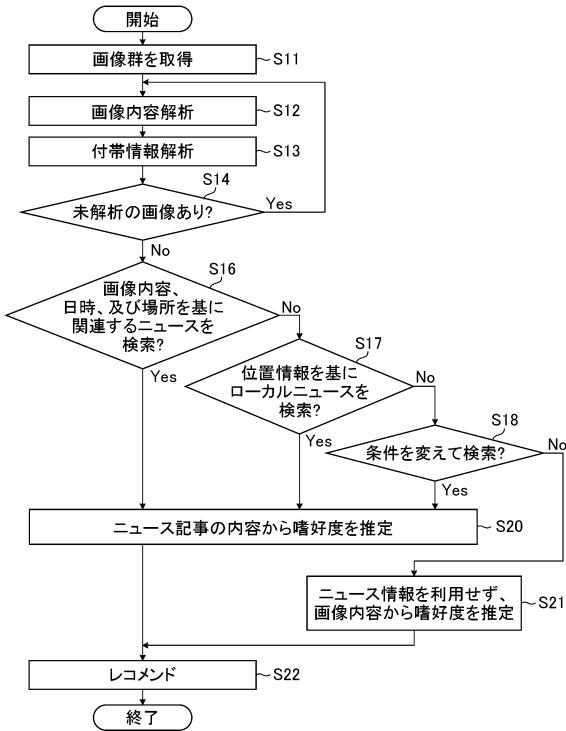 開始
画像群を取得
S11
画像内容解析
S12
付帯情報解析
S13
S14
未解析の画像あり?
Yes
No
S16
画像内容、
日時、及び場所を基に
関連するニュースを
検索?
No
Yes
S17
位置情報を基に
ローカルニュースを
検索?
No
Yes
S18
条件を変えて検索?
No
Yes
ニュース記事の内容から嗜好度を推定
S20
ニュース情報を利用せず、
画像内容から嗜好度を推定
S21
レコメンド
S22
終了